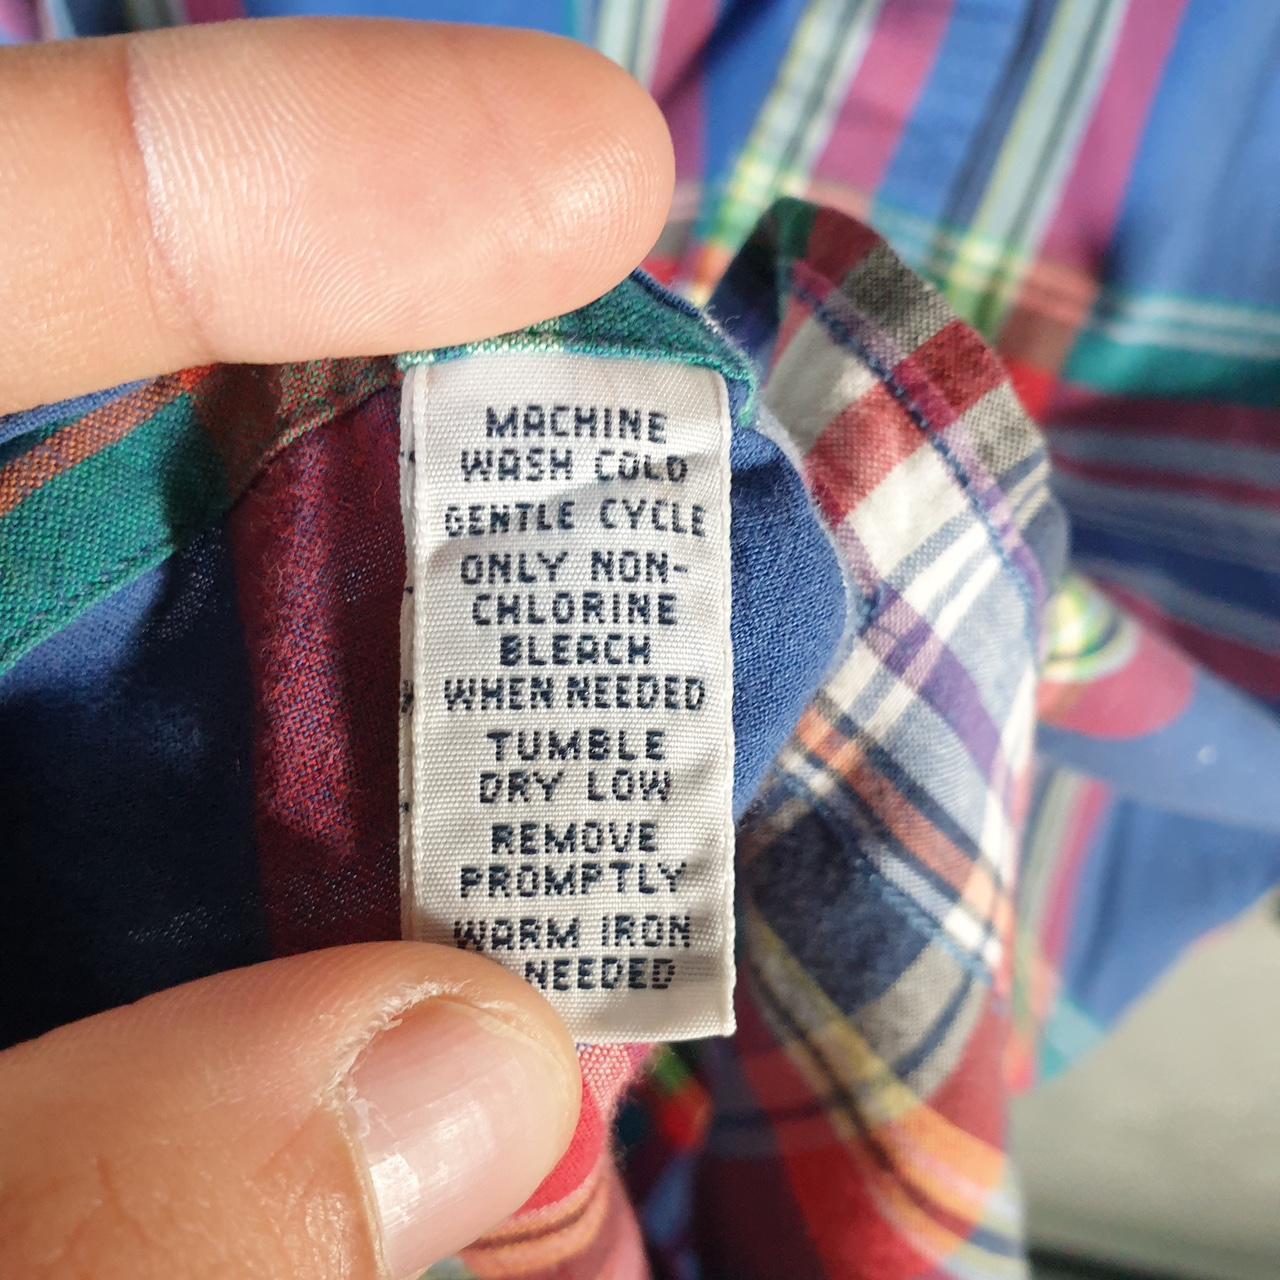 MACHINE
WASH COLD
GENTLE CYCLE
ONLY NON-
CHLORINE
BLEACH
WHEN NEEDED
TUMBLE
DRY LOW
REMOVE
PROMPTLY
WARM IRON
NEEDED